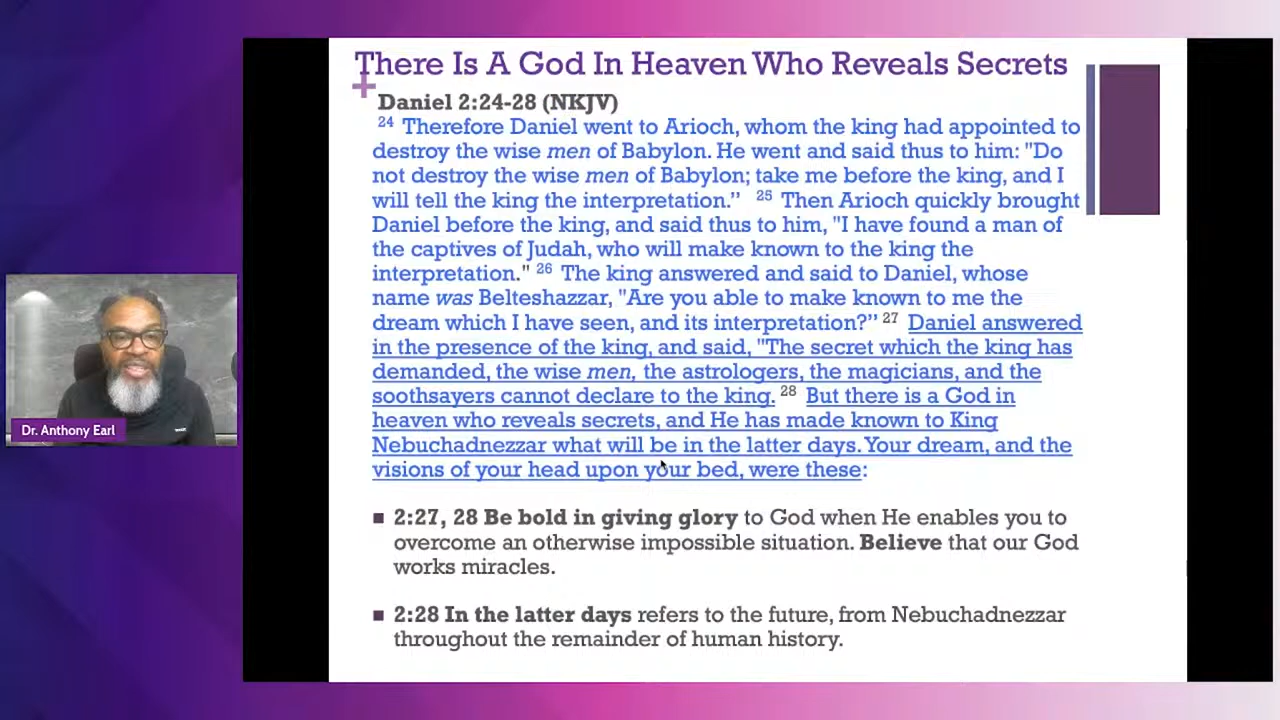 There Is A God In Heaven Who Reveals Secrets
Daniel 2:24-28 (NKJV)
24 Therefore Daniel went to Arioch, whom the king had appointed to
destroy the wise men of Babylon. He went and said thus to him: "Do
not destroy the wise men of Babylon; take me before the king, and I
will tell the king the interpretation.” 25 Then Arioch quickly brought
Daniel before the king, and said thus to him, "I have found a man of
the captives of Judah, who will make known to the king the
interpretation." 26 The king answered and said to Daniel, whose
name was Belteshazzar, "Are you able to make known to me the
dream which I have seen, and its interpretation?” 27 Daniel answered
in the presence of the king, and said, "The secret which the king has
demanded, the wise men, the astrologers, the magicians, and the
soothsayers cannot declare to the king. 28 But there is a God in
heaven who reveals secrets, and He has made known to King
Nebuchadnezzar what will be in the latter days. Your dream, and the
visions of your head upon your bed, were these:
2:27, 28 Be bold in giving glory to God when He enables you to
overcome an otherwise impossible situation. Believe that our God
works miracles.
2:28 In the latter days refers to the future, from Nebuchadnezzar
throughout the remainder of human history.
Dr. Anthony Earl